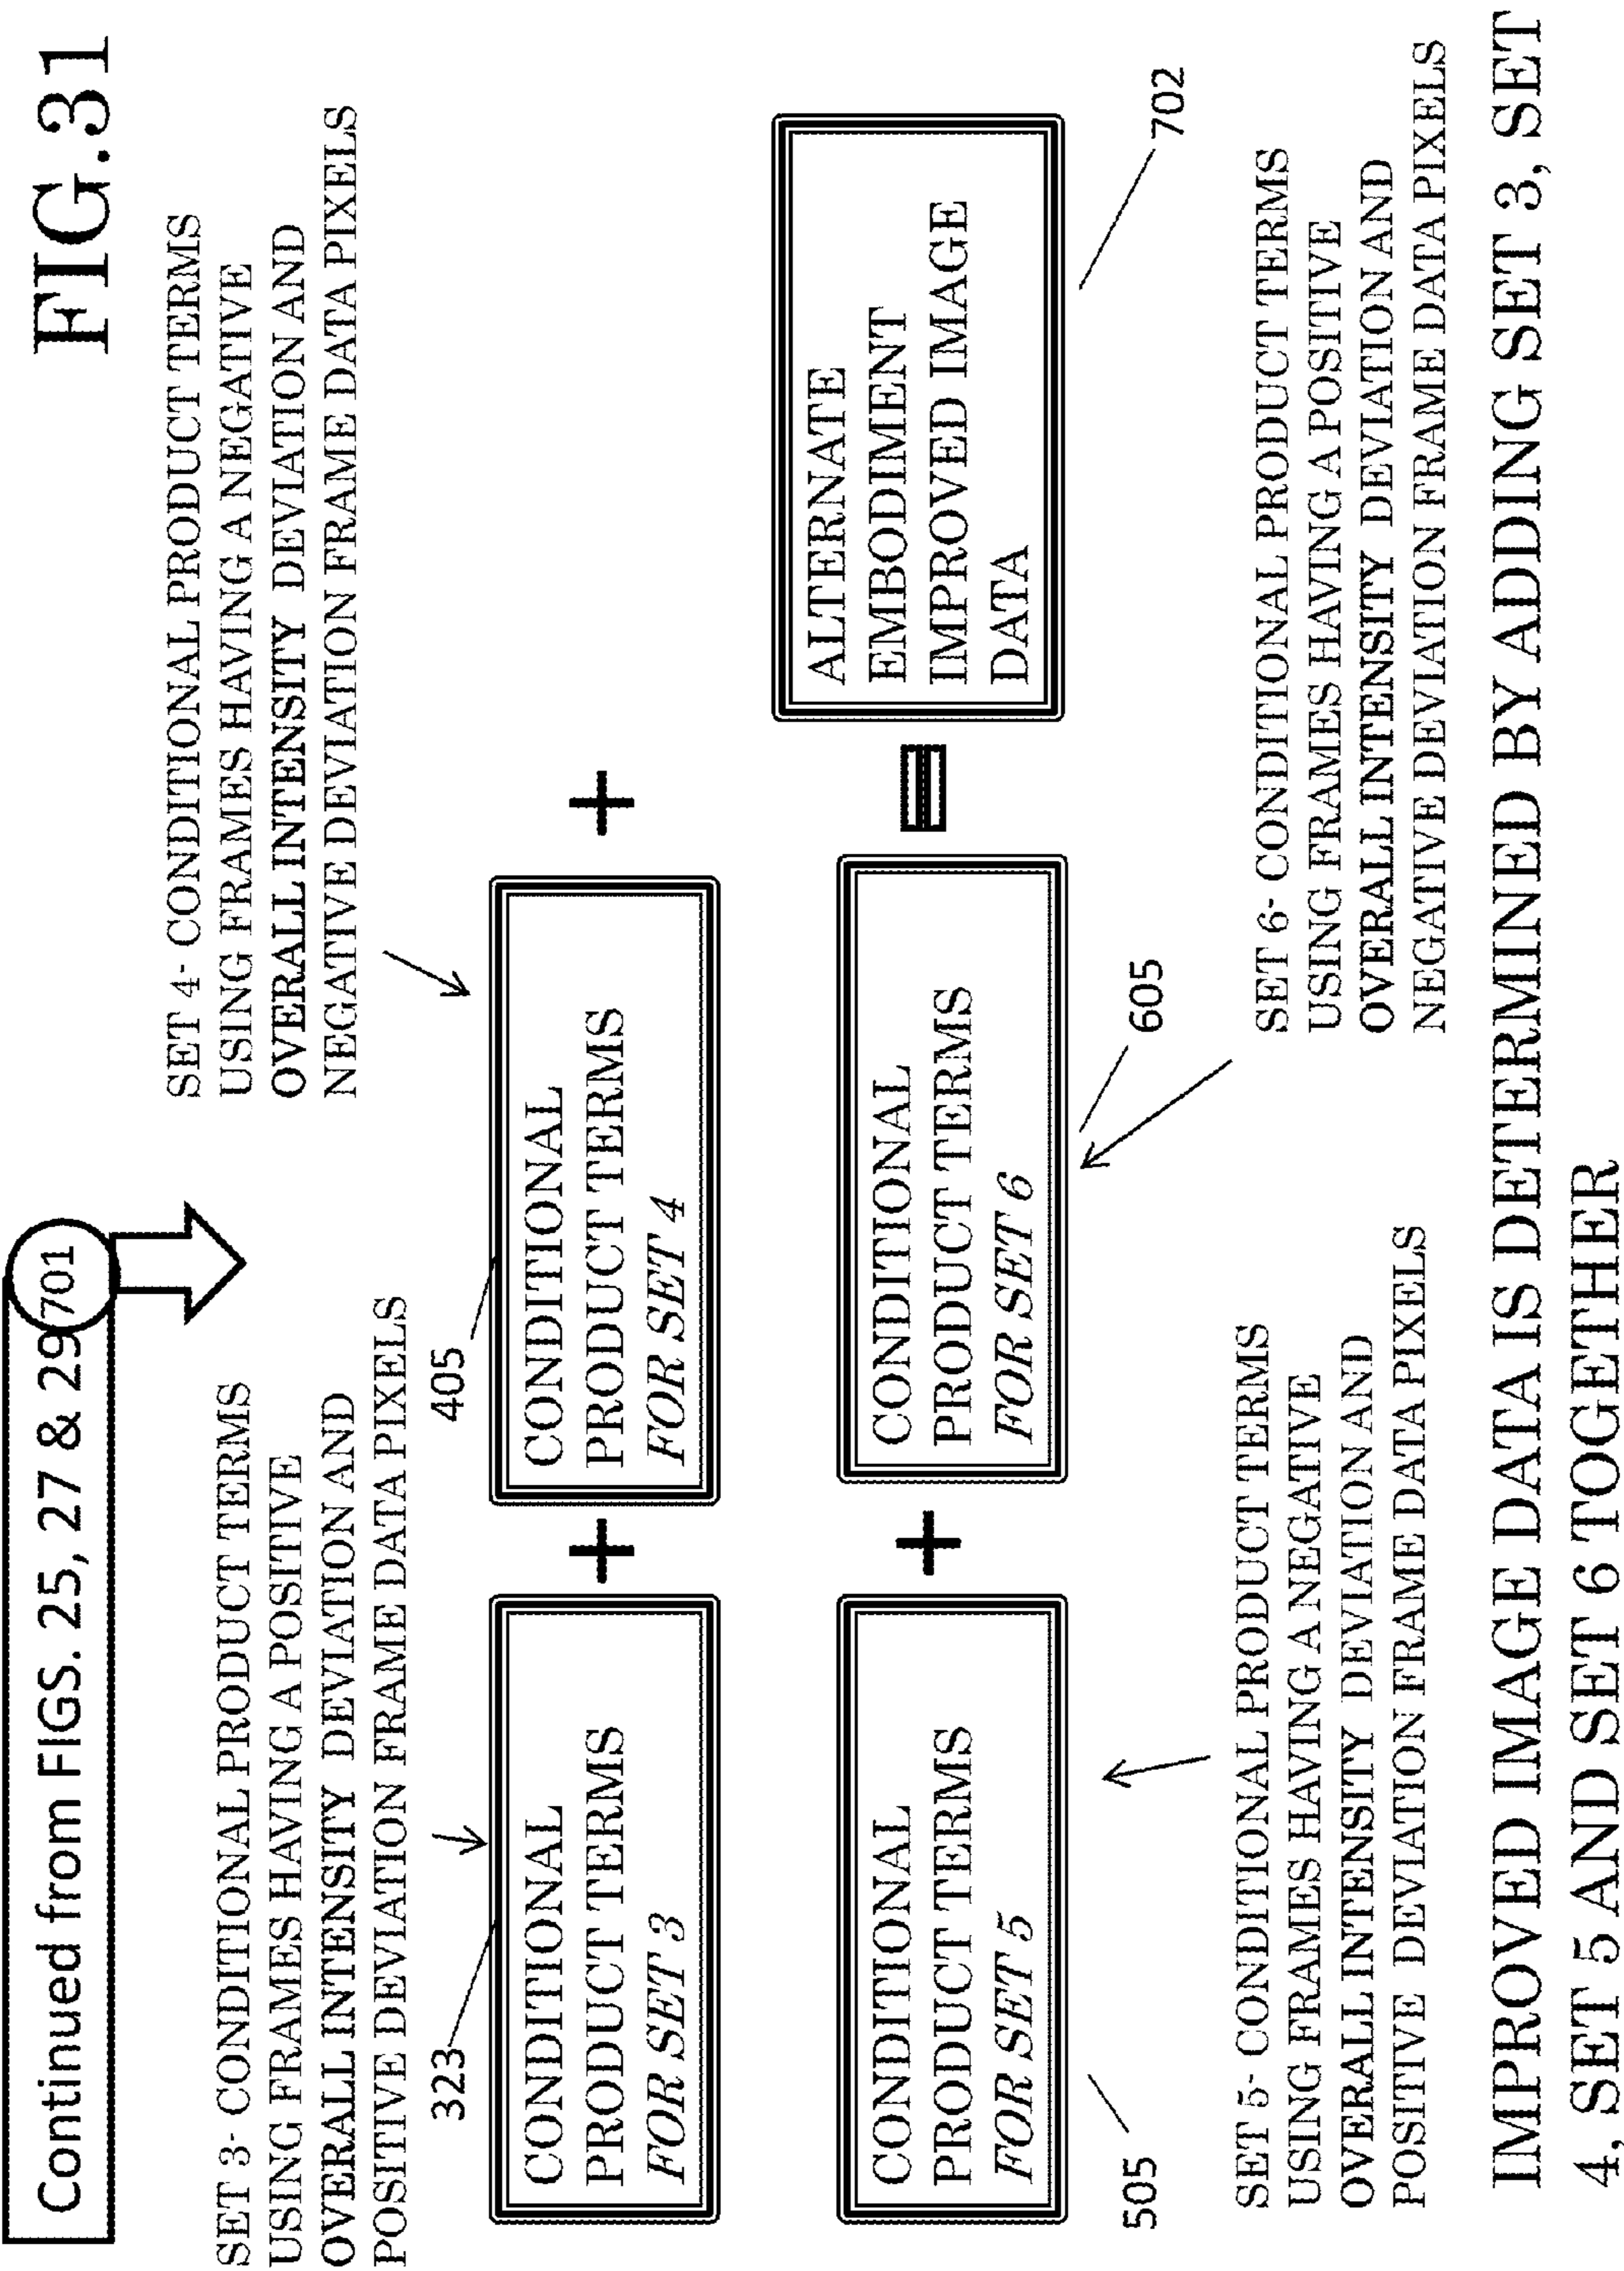 FIG.31
Continued from FIGS. 25, 27 & 29
701
SET 3- CONDITIONAL PRODUCT TERMS
USING FRAMES HAVING A POSITIVE
OVERALL INTENSITY DEVIATION AND
POSITIVE DEVIATION FRAME DATA PIXELS
SET 4- CONDITIONAL PRODUCT TERMS
USING FRAMES HAVING A NEGATIVE
OVERALL INTENSITY DEVIATION AND
NEGATIVE DEVIATION FRAME DATA PIXELS
323
405
CONDITIONAL
PRODUCT TERMS
FOR SET 3
+
CONDITIONAL
PRODUCT TERMS
FOR SET 4
+
CONDITIONAL
PRODUCT TERMS
FOR SET 5
+
CONDITIONAL
PRODUCT TERMS
FOR SET 6
=
ALTERNATE
EMBODIMENT
IMPROVED IMAGE
DATA
505
605
702
SET 5- CONDITIONAL PRODUCT TERMS
USING FRAMES HAVING A NEGATIVE
OVERALL INTENSITY DEVIATION AND
POSITIVE DEVIATION FRAME DATA PIXELS
SET 6- CONDITIONAL PRODUCT TERMS
USING FRAMES HAVING A POSITIVE
OVERALL INTENSITY DEVIATION AND
NEGATIVE DEVIATION FRAME DATA PIXELS
IMPROVED IMAGE DATA IS DETERMINED BY ADDING SET 3, SET
4, SET 5 AND SET 6 TOGETHER